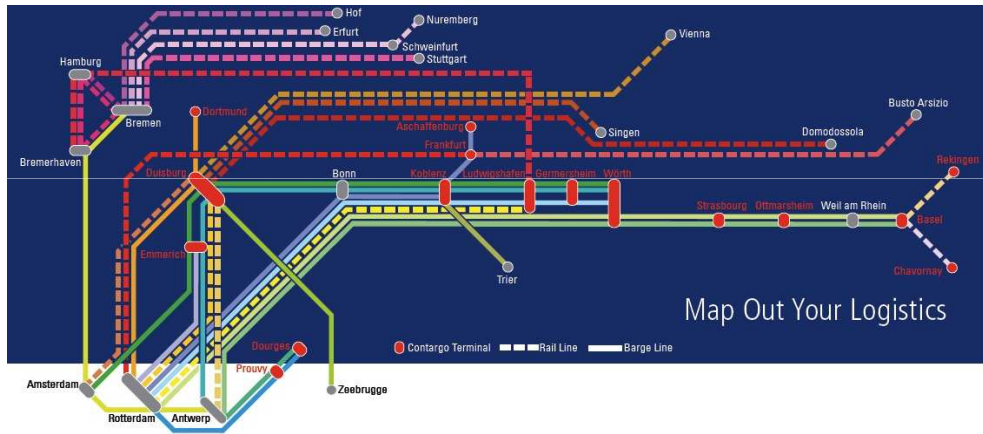 Hof
Nuremberg
Erfurt
Vienna
Schweinfurt
Stuttgart
Hamburg
Busto Arsizio
Dortmund
Bremen
Aschaffenburg
Singen
Domodossola
Frankfurt
Bremerhaven
Rekingen
Duisburg
Bonn
Koblenz
Ludwigshafen
Germersheim
Wörth
Strasbourg
Ottmarsheim
Weil am Rhein
Basel
Emmerich
Trier
Chavornay
Map Out Your Logistics
Dourges
Contargo Terminal
Rail Line
Barge Line
Prouvy
Amsterdam
Zeebrugge
Rotterdam
Antwerp